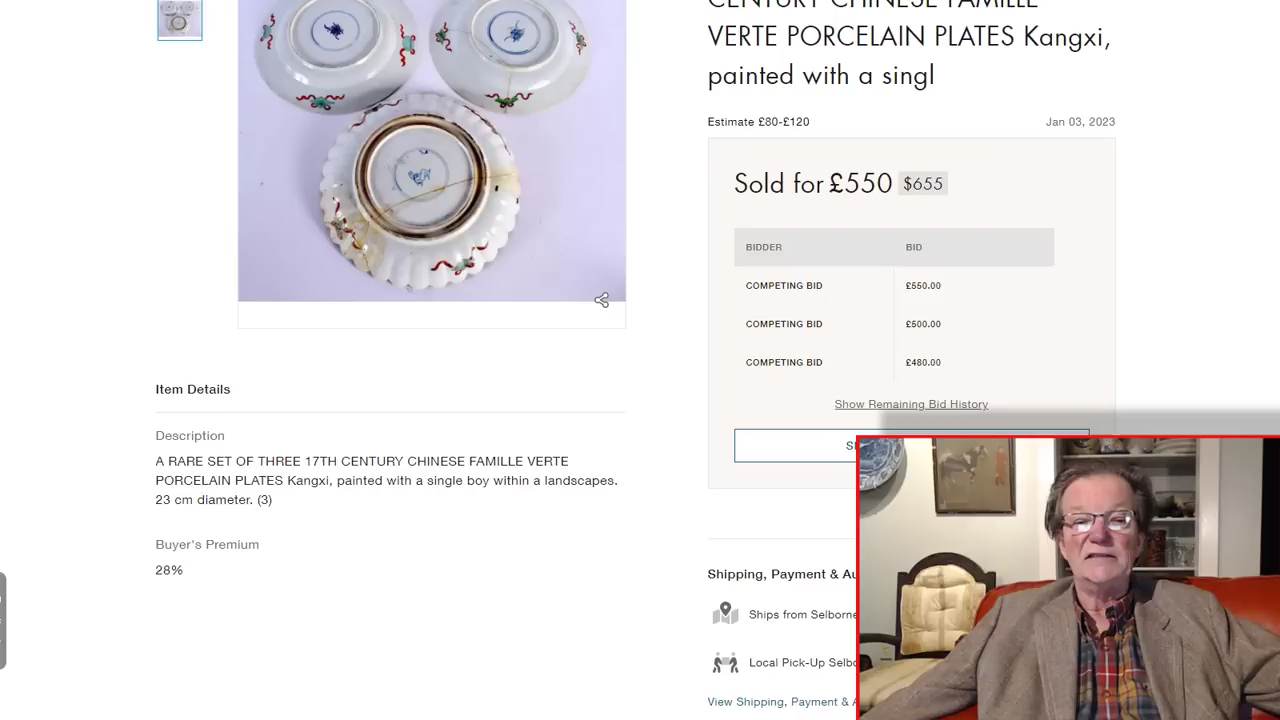 CENTURY CHINESE FAMILLE
VERTE PORCELAIN PLATES Kangxi,
painted with a singl
Estimate £80-£120
Jan 03, 2023
Sold for £550 $655
BIDDER BID
COMPETING BID £550.00
COMPETING BID £500.00
COMPETING BID £480.00
Show Remaining Bid History
Item Details
Description
A RARE SET OF THREE 17TH CENTURY CHINESE FAMILLE VERTE
PORCELAIN PLATES Kangxi, painted with a single boy within a landscapes.
23 cm diameter. (3)
Buyer's Premium
28%
Shipping, Payment & Au
Ships from Selborne
Local Pick-Up Selbo
View Shipping, Payment & A